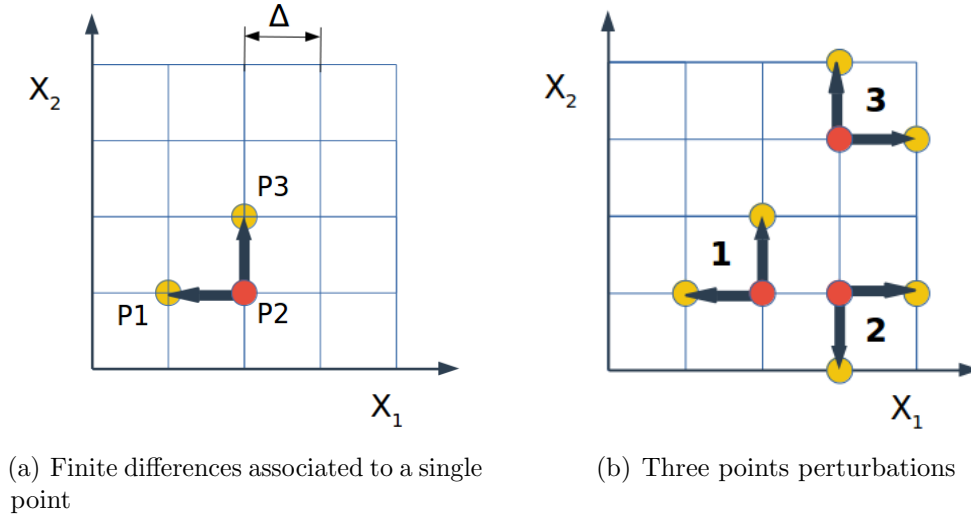 Δ
X₂
P3
P1
P2
X₁
(a) Finite differences associated to a single
point
X₂
3
1
2
X₁
(b) Three points perturbations